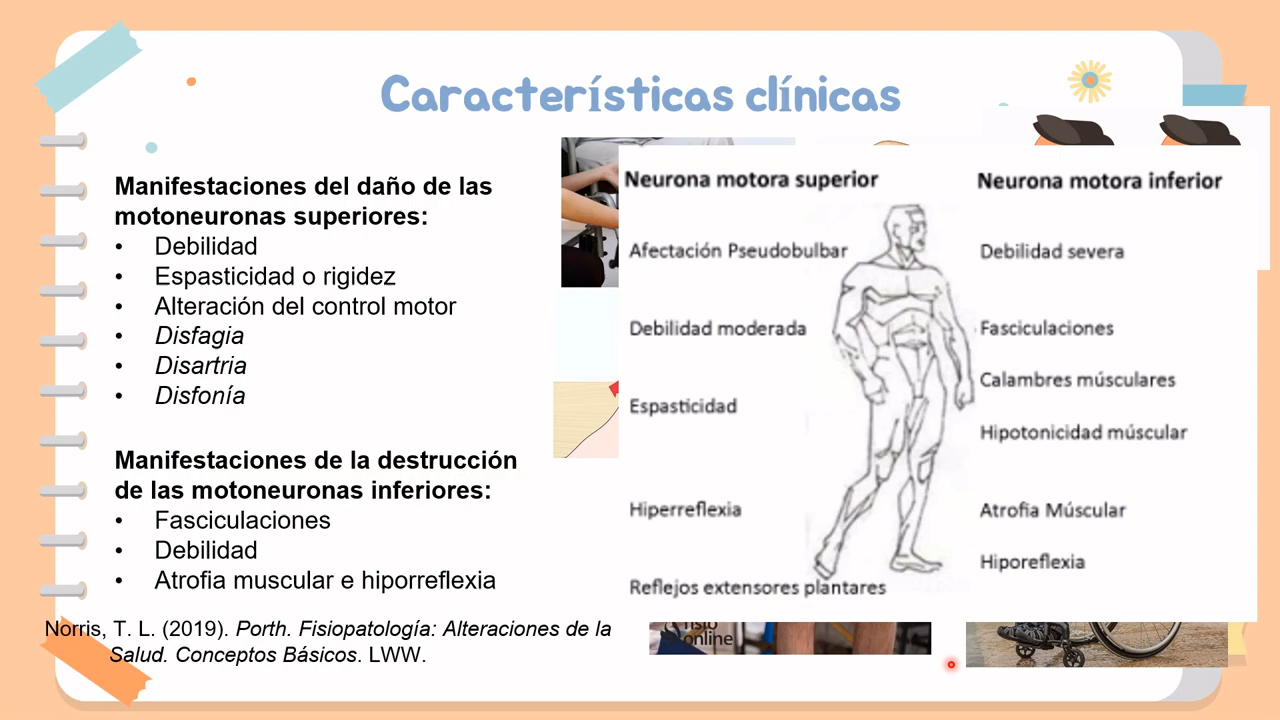 Características clínicas
Manifestaciones del daño de las
motoneuronas superiores:
• Debilidad
• Espasticidad o rigidez
• Alteración del control motor
• Disfagia
• Disartria
• Disfonía
Manifestaciones de la destrucción
de las motoneuronas inferiores:
• Fasciculaciones
• Debilidad
• Atrofia muscular e hiporreflexia
Norris, T. L. (2019). Porth. Fisiopatología: Alteraciones de la
Salud. Conceptos Básicos. LWW.
Neurona motora superior
Afectación Pseudobulbar
Debilidad moderada
Espasticidad
Hiperreflexia
Reflejos extensores plantares
Neurona motora inferior
Debilidad severa
Fasciculaciones
Calambres músculares
Hipotonicidad múscular
Atrofia Múscular
Hiporeflexia
fisio
online